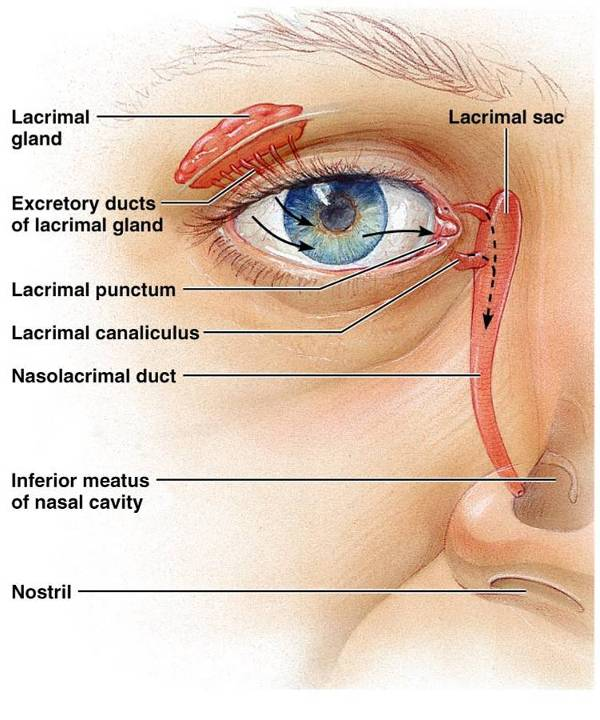 Lacrimal
gland
Lacrimal sac
Excretory ducts
of lacrimal gland
Lacrimal punctum
Lacrimal canaliculus
Nasolacrimal duct
Inferior meatus
of nasal cavity
Nostril